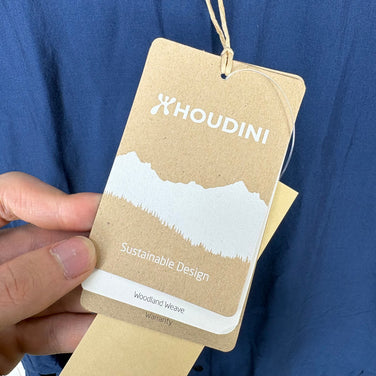 HOUDINI
Sustainable Design
Woodland Weave
Warranty